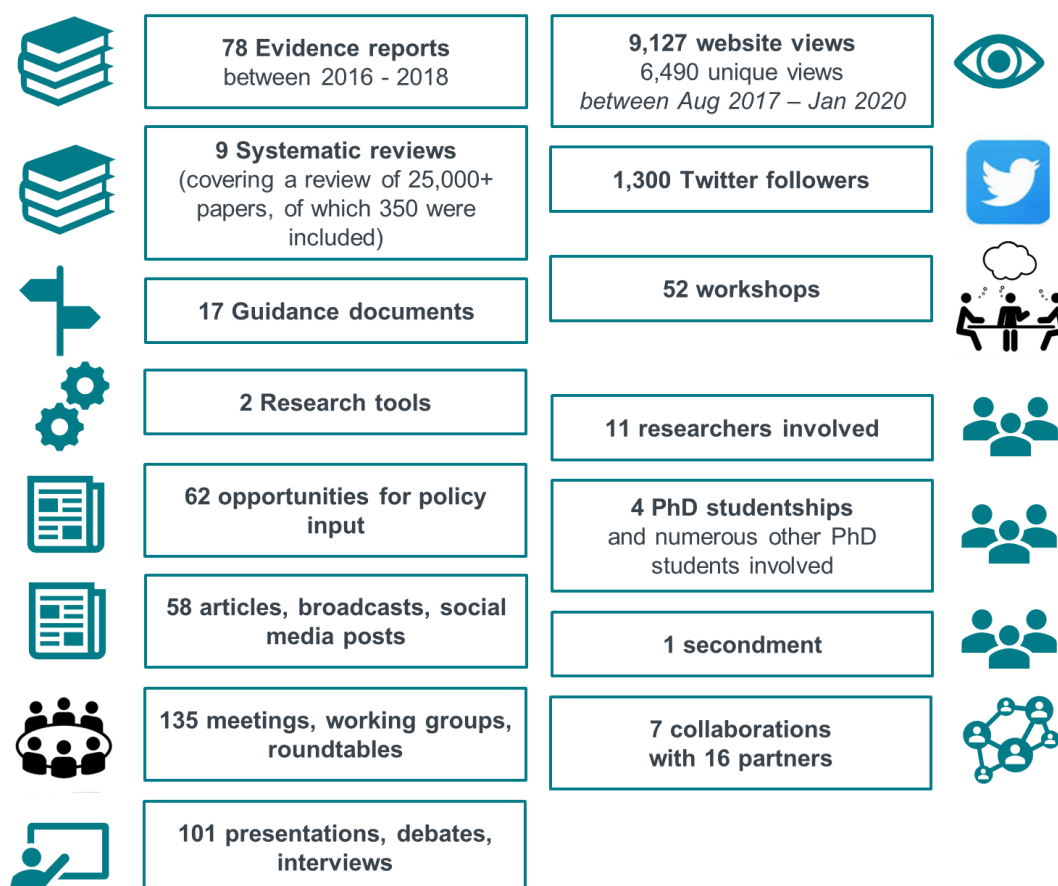 78 Evidence reports
between 2016 - 2018
9 Systematic reviews
(covering a review of 25,000+
papers, of which 350 were
included)
17 Guidance documents
2 Research tools
62 opportunities for policy
input
58 articles, broadcasts, social
media posts
135 meetings, working groups,
roundtables
101 presentations, debates,
interviews
9,127 website views
6,490 unique views
between Aug 2017 – Jan 2020
1,300 Twitter followers
52 workshops
11 researchers involved
4 PhD studentships
and numerous other PhD
students involved
1 secondment
7 collaborations
with 16 partners